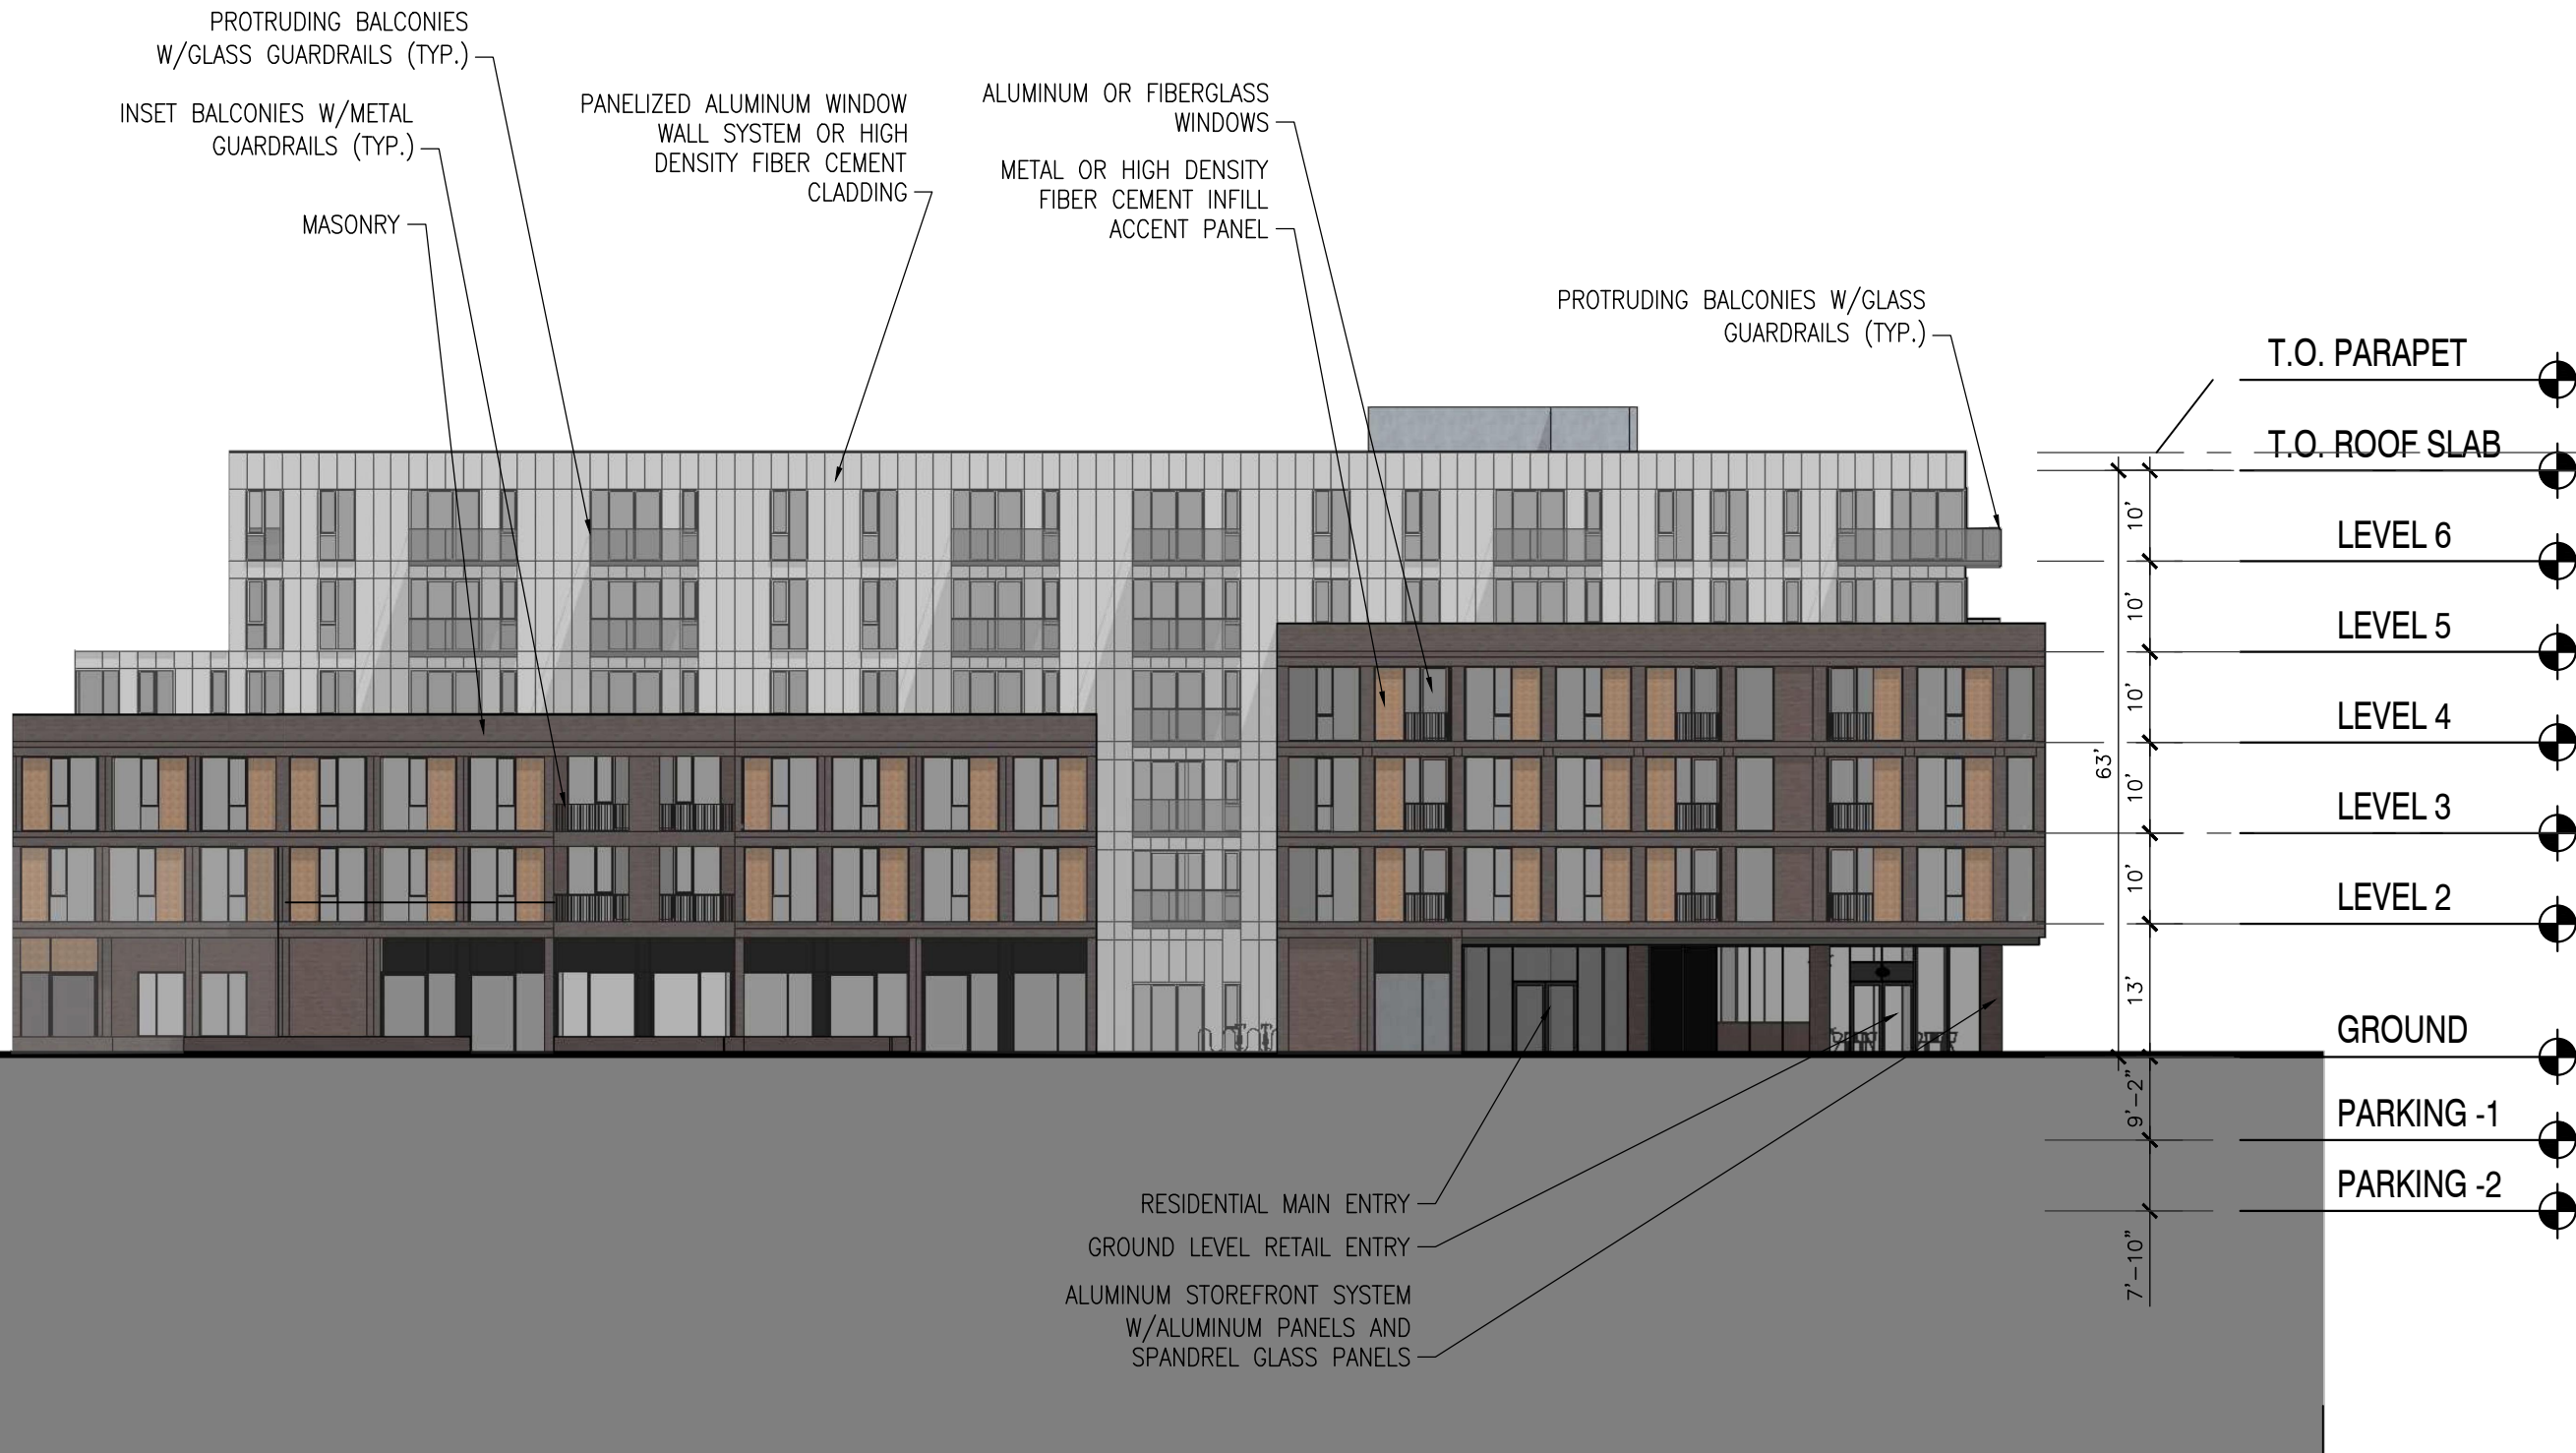 PROTRUDING BALCONIES
W/GLASS GUARDRAILS (TYP.)
INSET BALCONIES W/METAL
GUARDRAILS (TYP.)
MASONRY
PANELIZED ALUMINUM WINDOW
WALL SYSTEM OR HIGH
DENSITY FIBER CEMENT
CLADDING
ALUMINUM OR FIBERGLASS
WINDOWS
METAL OR HIGH DENSITY
FIBER CEMENT INFILL
ACCENT PANEL
PROTRUDING BALCONIES W/GLASS
GUARDRAILS (TYP.)
T.O. PARAPET
T.O. ROOF SLAB
10'
LEVEL 6
10'
LEVEL 5
10'
LEVEL 4
63'
10'
LEVEL 3
10'
LEVEL 2
13'
GROUND
9'-2"
PARKING -1
PARKING -2
7'-10"
RESIDENTIAL MAIN ENTRY
GROUND LEVEL RETAIL ENTRY
ALUMINUM STOREFRONT SYSTEM
W/ALUMINUM PANELS AND
SPANDREL GLASS PANELS